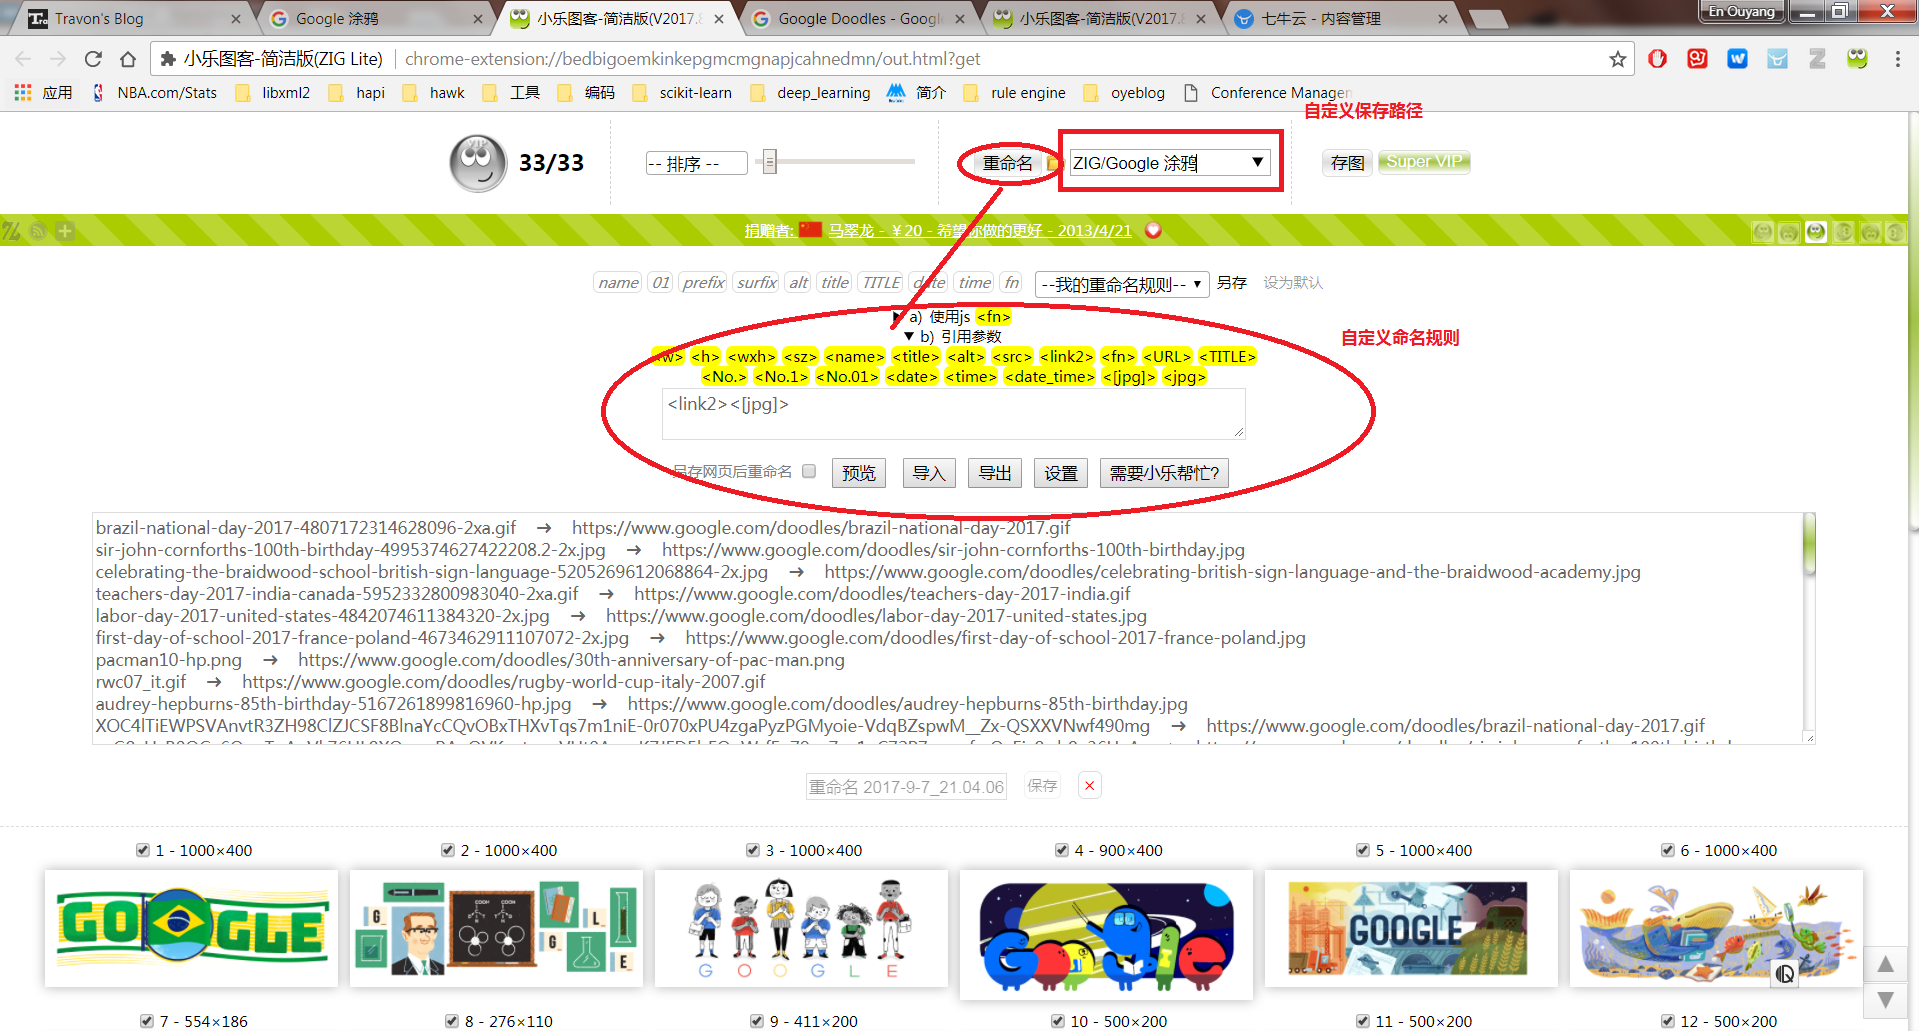 Travon's Blog
Google 涂鸦
小乐图客-简洁版(V2017.8
Google Doodles - Google
小乐图客-简洁版(V2017.8
七牛云 - 内容管理
En Ouyang
小乐图客-简洁版(ZIG Lite)
chrome-extension://bedbigoemkinkepgmcmgnapjcahnedmn/out.html?get
应用
NBA.com/Stats
libxml2
hapi
hawk
工具
编码
scikit-learn
deep_learning
简介
rule engine
oyeblog
Conference Manager
自定义保存路径
33/33
-- 排序 --
重命名
ZIG/Google 涂鸦
存图
Super VIP
捐赠者: 马翠龙 - ￥20 - 希望你做的更好 - 2013/4/21
name 01 prefix surfix alt title TITLE date time fn
--我的重命名规则--
另存
设为默认
a) 使用js <fn>
b) 引用参数
自定义命名规则
<w> <h> <wxh> <sz> <name> <title> <alt> <src> <link2> <fn> <URL> <TITLE>
<No.> <No.1> <No.01> <date> <time> <date_time> <[jpg]> <jpg>
<link2><[jpg]>
另存网页后重命名
预览
导入
导出
设置
需要小乐帮忙?
brazil-national-day-2017-4807172314628096-2xa.gif → https://www.google.com/doodles/brazil-national-day-2017.gif
sir-john-cornforths-100th-birthday-4995374627422208.2-2x.jpg → https://www.google.com/doodles/sir-john-cornforths-100th-birthday.jpg
celebrating-the-braidwood-school-british-sign-language-5205269612068864-2x.jpg → https://www.google.com/doodles/celebrating-british-sign-language-and-the-braidwood-academy.jpg
teachers-day-2017-india-canada-5952332800983040-2xa.gif → https://www.google.com/doodles/teachers-day-2017-india.gif
labor-day-2017-united-states-4842074611384320-2x.jpg → https://www.google.com/doodles/labor-day-2017-united-states.jpg
first-day-of-school-2017-france-poland-4673462911107072-2x.jpg → https://www.google.com/doodles/first-day-of-school-2017-france-poland.jpg
pacman10-hp.png → https://www.google.com/doodles/30th-anniversary-of-pac-man.png
rwc07_it.gif → https://www.google.com/doodles/rugby-world-cup-italy-2007.gif
audrey-hepburns-85th-birthday-5167261899816960-hp.jpg → https://www.google.com/doodles/audrey-hepburns-85th-birthday.jpg
XOC4lTiEWPSVAnvtR3ZH98ClZJCSF8BlnaYcCQvOBxTHXvTqs7m1niE-0r070xPU4zgaPyzPGMyoie-VdqBZspwM__Zx-QSXXVNwf490mg → https://www.google.com/doodles/brazil-national-day-2017.gif
重命名 2017-9-7_21.04.06
保存
1 - 1000×400
2 - 1000×400
3 - 1000×400
4 - 900×400
5 - 1000×400
6 - 1000×400
GOOGLE
G L G E
GOOGLE
Google
GOOGLE
7 - 554×186
8 - 276×110
9 - 411×200
10 - 500×200
11 - 500×200
12 - 500×200